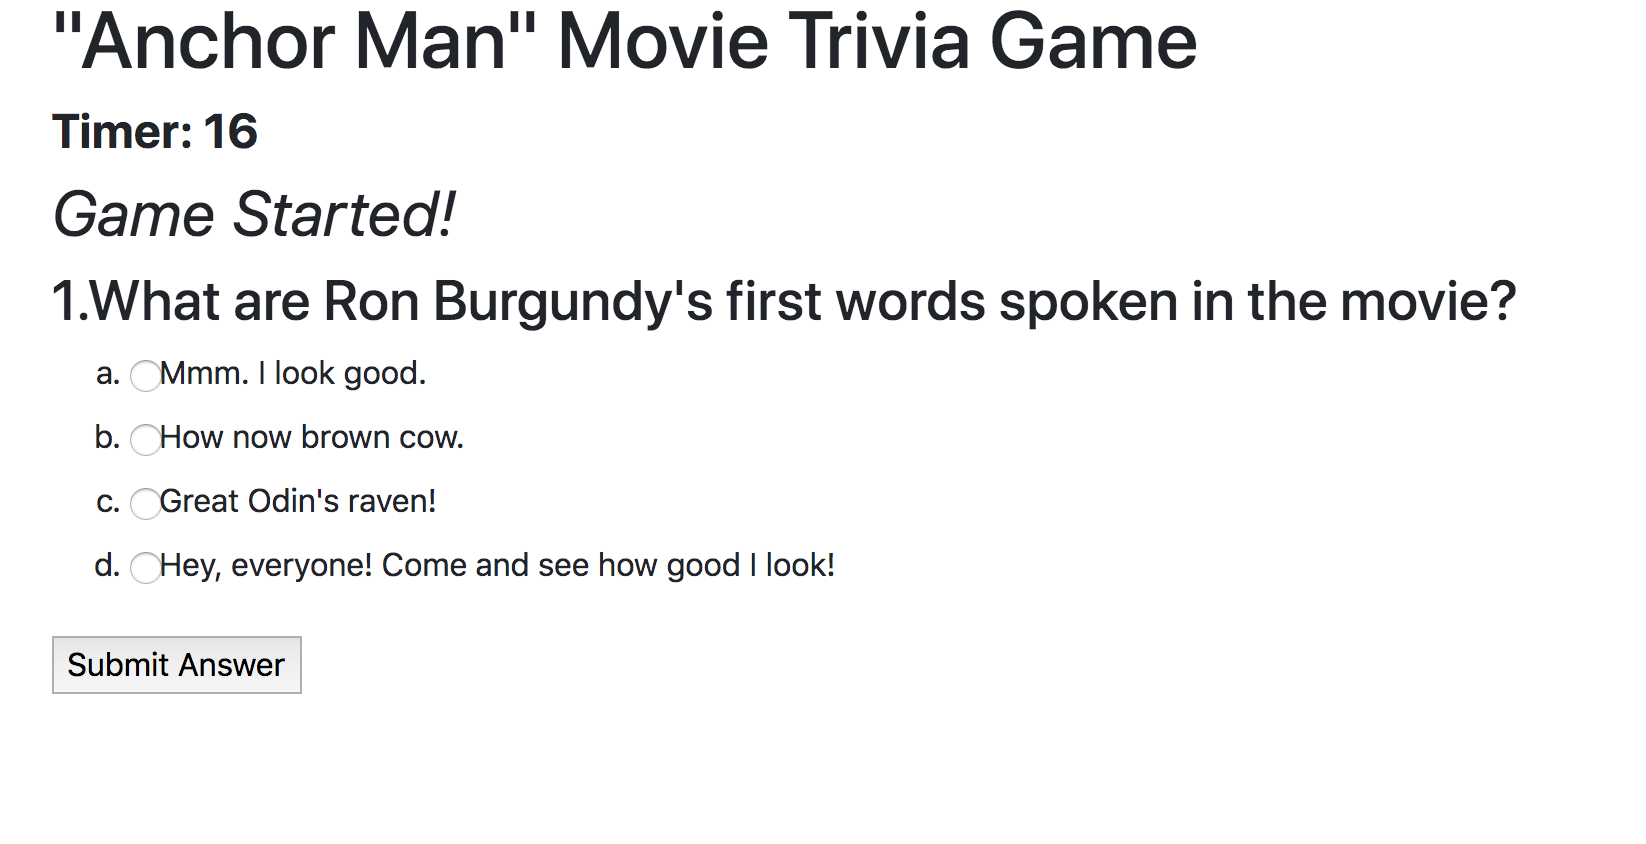 "Anchor Man" Movie Trivia Game
Timer: 16
Game Started!
1.What are Ron Burgundy's first words spoken in the movie?
a. Mmm. I look good.
b. How now brown cow.
c. Great Odin's raven!
d. Hey, everyone! Come and see how good I look!
Submit Answer